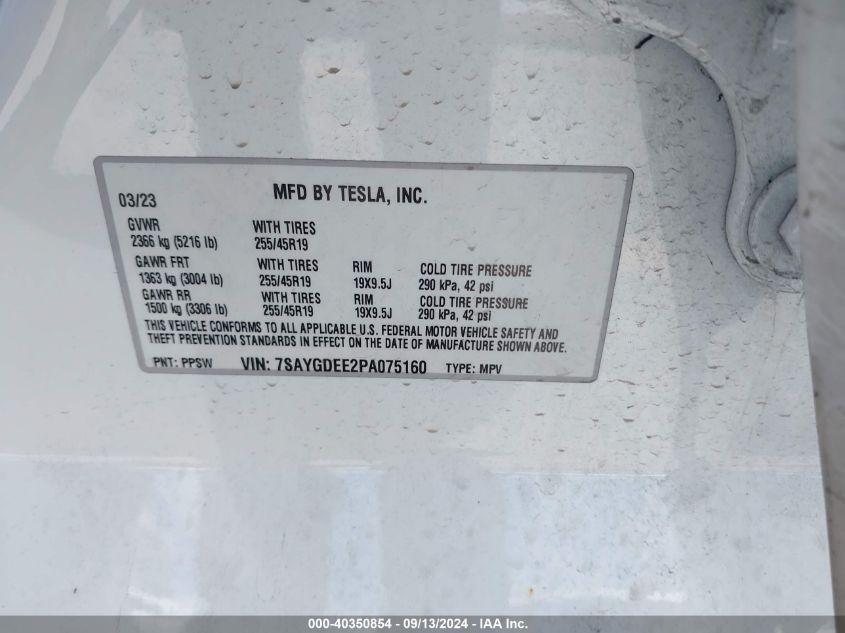 03/23 MFD BY TESLA, INC.
GVWR WITH TIRES
2366 kg (5216 lb) 255/45R19
GAWR FRT WITH TIRES RIM COLD TIRE PRESSURE
1363 kg (3004 lb) 255/45R19 19X9.5J 290 kPa, 42 psi
GAWR RR WITH TIRES RIM COLD TIRE PRESSURE
1500 kg (3306 lb) 255/45R19 19X9.5J 290 kPa, 42 psi
THIS VEHICLE CONFORMS TO ALL APPLICABLE U.S. FEDERAL MOTOR VEHICLE SAFETY AND
THEFT PREVENTION STANDARDS IN EFFECT ON THE DATE OF MANUFACTURE SHOWN ABOVE.
PNT: PPSW VIN: 7SAYGDEE2PA075160 TYPE: MPV
000-40350854 - 09/13/2024 - IAA Inc.